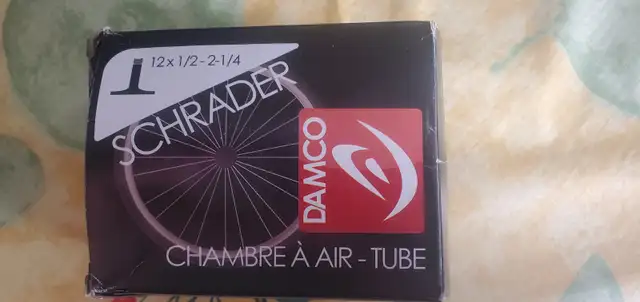 12 x 1/2 - 2-1/4
SCHRADER
DAMCO
CHAMBRE À AIR - TUBE